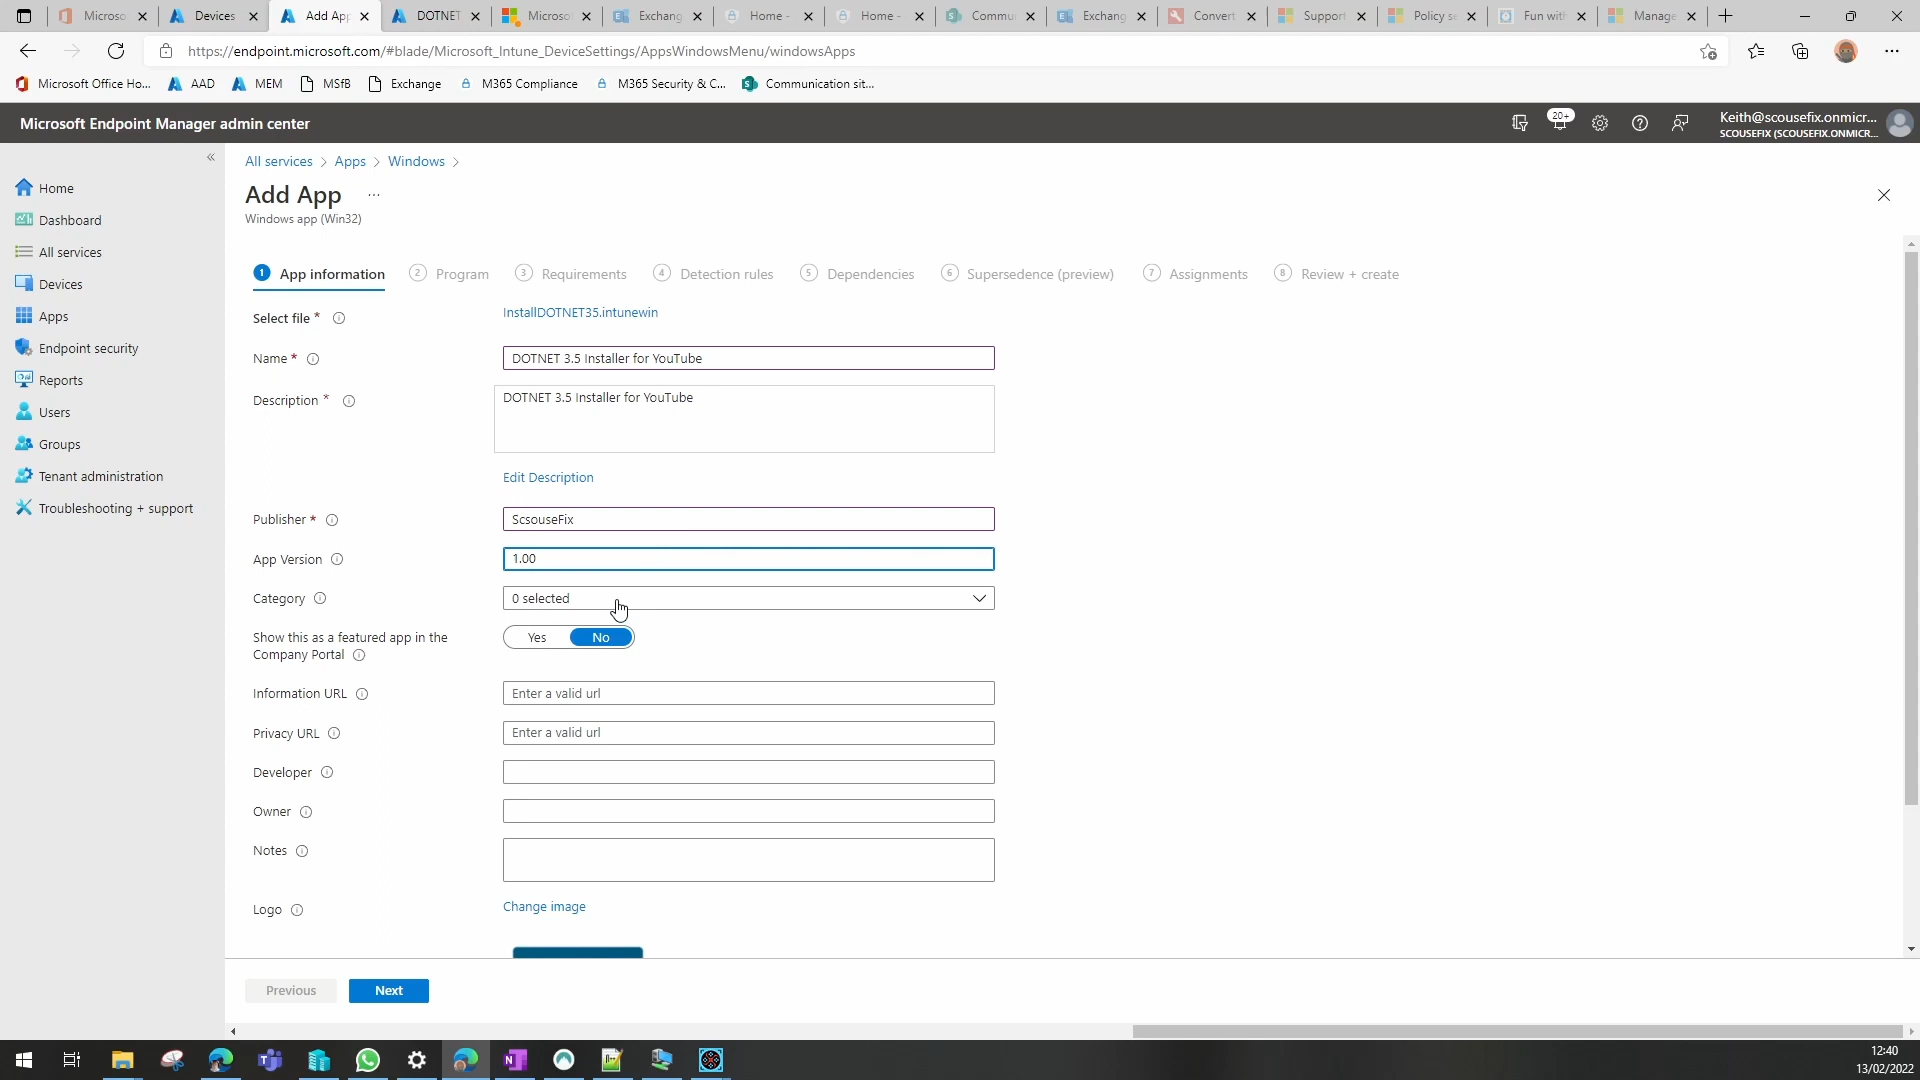 Microso
Devices
Add Ap
DOTNET
Microso
Exchang
Home -
Home -
Commu
Exchang
Convert
Support
Policy se
Fun with
Manage
https://endpoint.microsoft.com/#blade/Microsoft_Intune_DeviceSettings/AppsWindowsMenu/windowsApps
Microsoft Office Ho...
AAD
MEM
MSfB
Exchange
M365 Compliance
M365 Security & C...
Communication sit...
Microsoft Endpoint Manager admin center
20+
Keith@scousefix.onmicr...
SCOUSEFIX (SCOUSEFIX.ONMICR...
Home
Dashboard
All services
Devices
Apps
Endpoint security
Reports
Users
Groups
Tenant administration
Troubleshooting + support
All services > Apps > Windows >
Add App ...
Windows app (Win32)
1 App information
2 Program
3 Requirements
4 Detection rules
5 Dependencies
6 Supersedence (preview)
7 Assignments
8 Review + create
Select file *
InstallDOTNET35.intunewin
Name *
DOTNET 3.5 Installer for YouTube
Description *
DOTNET 3.5 Installer for YouTube
Edit Description
Publisher *
ScsouseFix
App Version
1.00
Category
0 selected
Show this as a featured app in the
Company Portal
Yes No
Information URL
Enter a valid url
Privacy URL
Enter a valid url
Developer
Owner
Notes
Logo
Change image
Previous
Next
12:40
13/02/2022